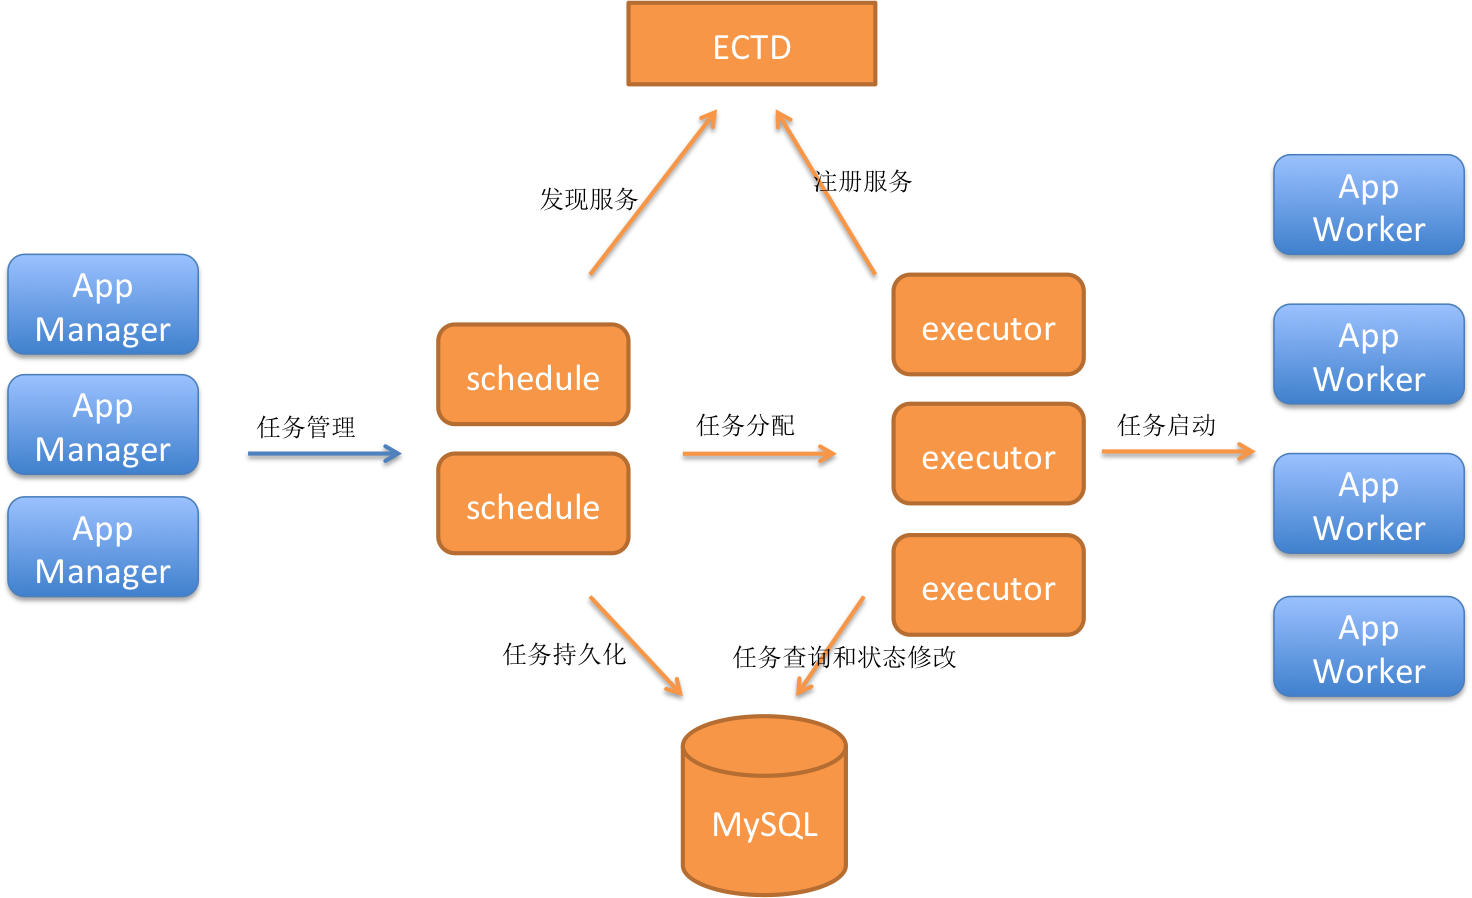 ECTD
发现服务
注册服务
App
Manager
App
Manager
App
Manager
任务管理
schedule
schedule
任务分配
executor
executor
executor
任务启动
App
Worker
App
Worker
App
Worker
App
Worker
任务持久化
任务查询和状态修改
MySQL